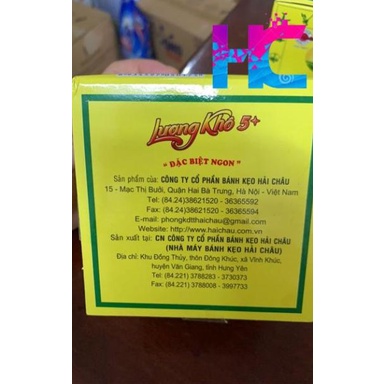 HC
Lương Khô 5+
" ĐẶC BIỆT NGON "
Sản phẩm của: CÔNG TY CỔ PHẦN BÁNH KẸO HẢI CHÂU
15 - Mạc Thị Bưởi, Quận Hai Bà Trưng, Hà Nội - Việt Nam
Tel: (84.24)38621520 - 36365592
Fax: (84.24)38621520 - 36365594
E-mail: phongkdtthaichau@gmail.com
Website: http://www.haichau.com.vn
Sản xuất tại: CN CÔNG TY CỔ PHẦN BÁNH KẸO HẢI CHÂU
(NHÀ MÁY BÁNH KẸO HẢI CHÂU)
Địa chỉ: Khu Đồng Thủy, thôn Đông Khúc, xã Vĩnh Khúc,
huyện Văn Giang, tỉnh Hưng Yên
Tel: (84.221) 3788283 - 3730373
Fax: (84.221) 3788008 - 3997733